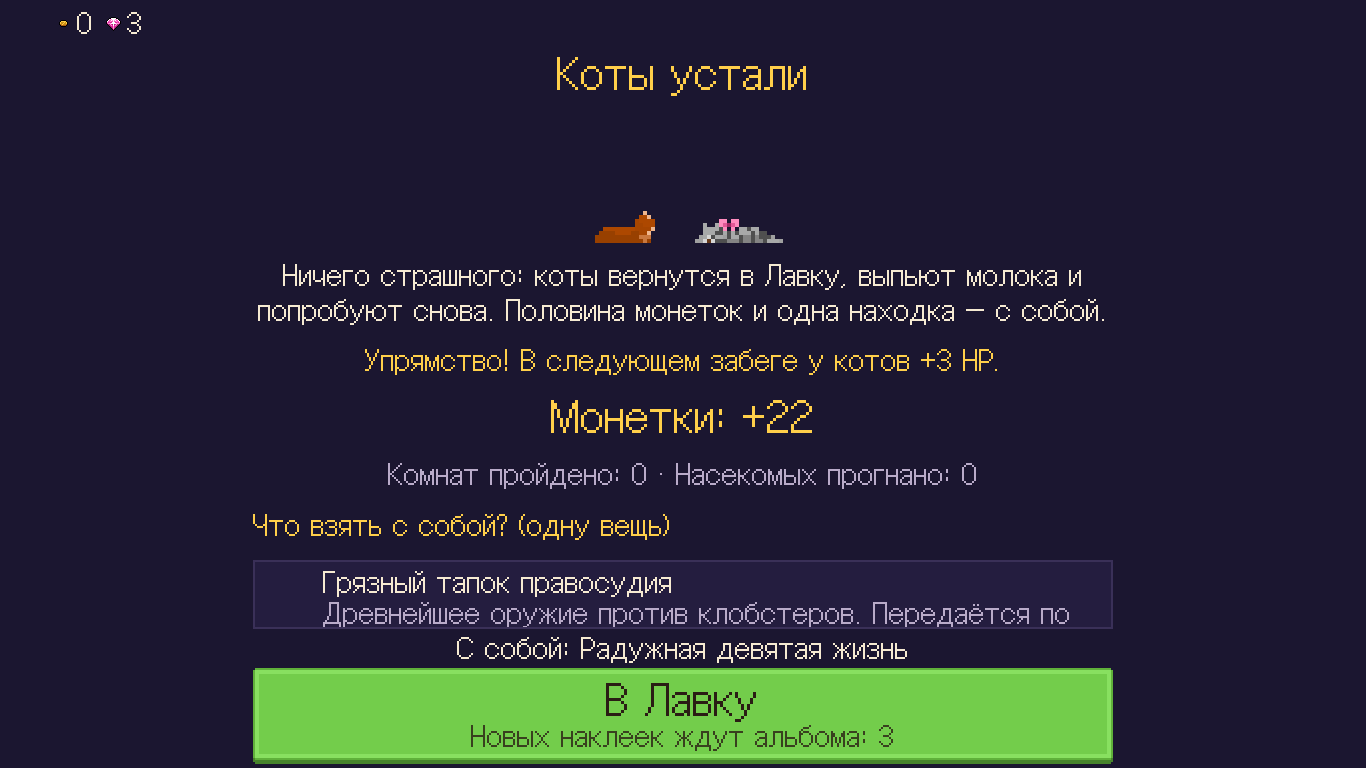 0 3
Коты устали
Ничего страшного: коты вернутся в Лавку, выпьют молока и
попробуют снова. Половина монеток и одна находка — с собой.
Упрямство! В следующем забеге у котов +3 HP.
Монетки: +22
Комнат пройдено: 0 · Насекомых прогнано: 0
Что взять с собой? (одну вещь)
Грязный тапок правосудия
Древнейшее оружие против клобстеров. Передаётся по
С собой: Радужная девятая жизнь
В Лавку
Новых наклеек ждут альбома: 3